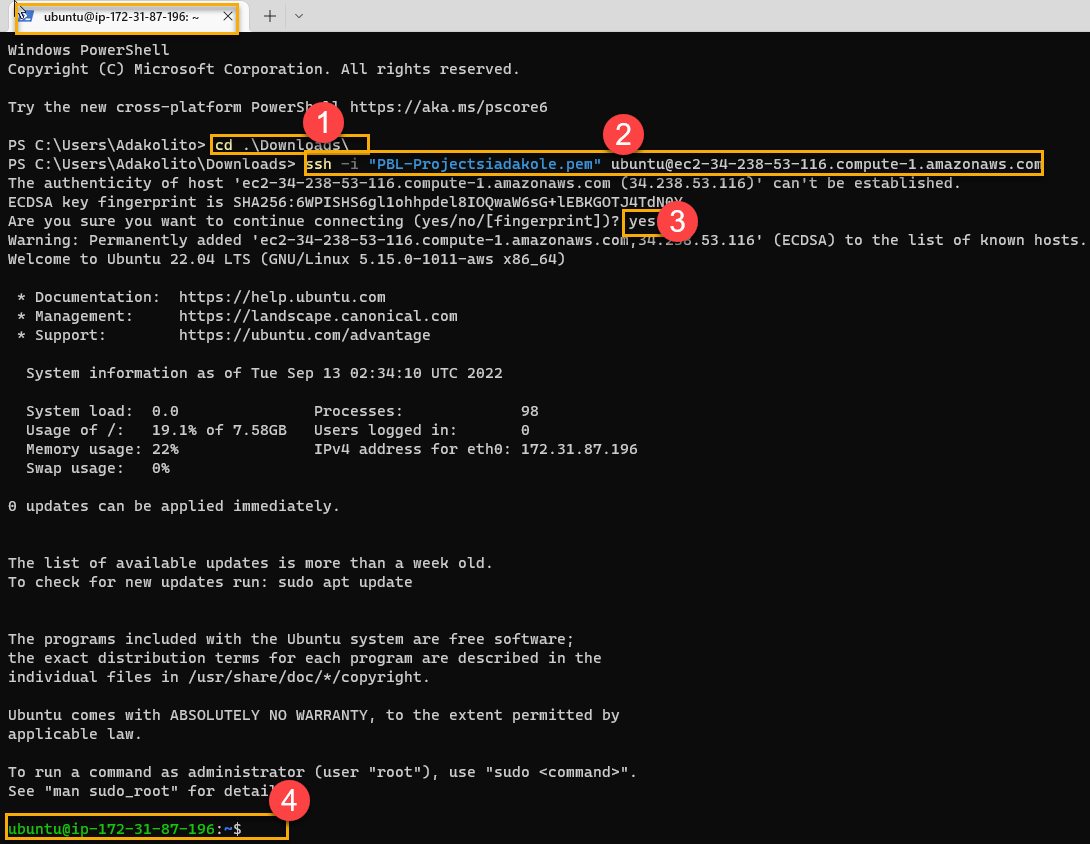 ubuntu@ip-172-31-87-196: ~
Windows PowerShell
Copyright (C) Microsoft Corporation. All rights reserved.
Try the new cross-platform PowerShell https://aka.ms/pscore6
1
2
PS C:\Users\Adakolito> cd .\Downloads\
PS C:\Users\Adakolito\Downloads> ssh -i "PBL-Projectsiadakole.pem" ubuntu@ec2-34-238-53-116.compute-1.amazonaws.com
The authenticity of host 'ec2-34-238-53-116.compute-1.amazonaws.com (34.238.53.116)' can't be established.
ECDSA key fingerprint is
Are you sure you want to continue connecting (yes/no/[fingerprint])? yes
3
Warning: Permanently added 'ec2-34-238-53-116.compute-1.amazonaws.com,34.238.53.116' (ECDSA) to the list of known hosts.
Welcome to Ubuntu 22.04 LTS (GNU/Linux 5.15.0-1011-aws x86_64)
* Documentation: https://help.ubuntu.com
* Management: https://landscape.canonical.com
* Support: https://ubuntu.com/advantage
System information as of Tue Sep 13 02:34:10 UTC 2022
System load: 0.0 Processes: 98
Usage of /: 19.1% of 7.58GB Users logged in: 0
Memory usage: 22% IPv4 address for eth0: 172.31.87.196
Swap usage: 0%
0 updates can be applied immediately.
The list of available updates is more than a week old.
To check for new updates run: sudo apt update
The programs included with the Ubuntu system are free software;
the exact distribution terms for each program are described in the
individual files in /usr/share/doc/*/copyright.
Ubuntu comes with ABSOLUTELY NO WARRANTY, to the extent permitted by
applicable law.
To run a command as administrator (user "root"), use "sudo <command>".
See "man sudo_root" for detail
4
ubuntu@ip-172-31-87-196:~$